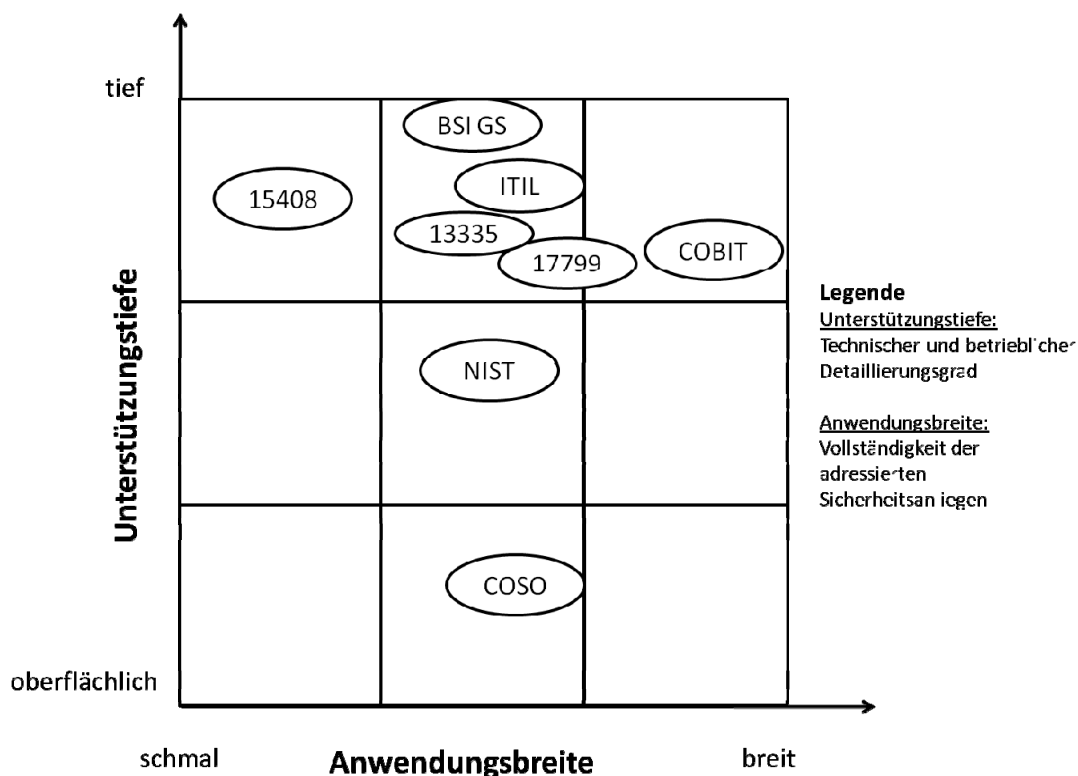 tief
BSI GS
ITIL
15408
13335
17799
COBIT
NIST
COSO
Unterstützungstiefe
oberflächlich
schmal
Anwendungsbreite
breit
Legende
Unterstützungstiefe:
Technischer und betrieblicher
Detaillierungsgrad
Anwendungsbreite:
Vollständigkeit der
adressierten
Sicherheitsanliegen